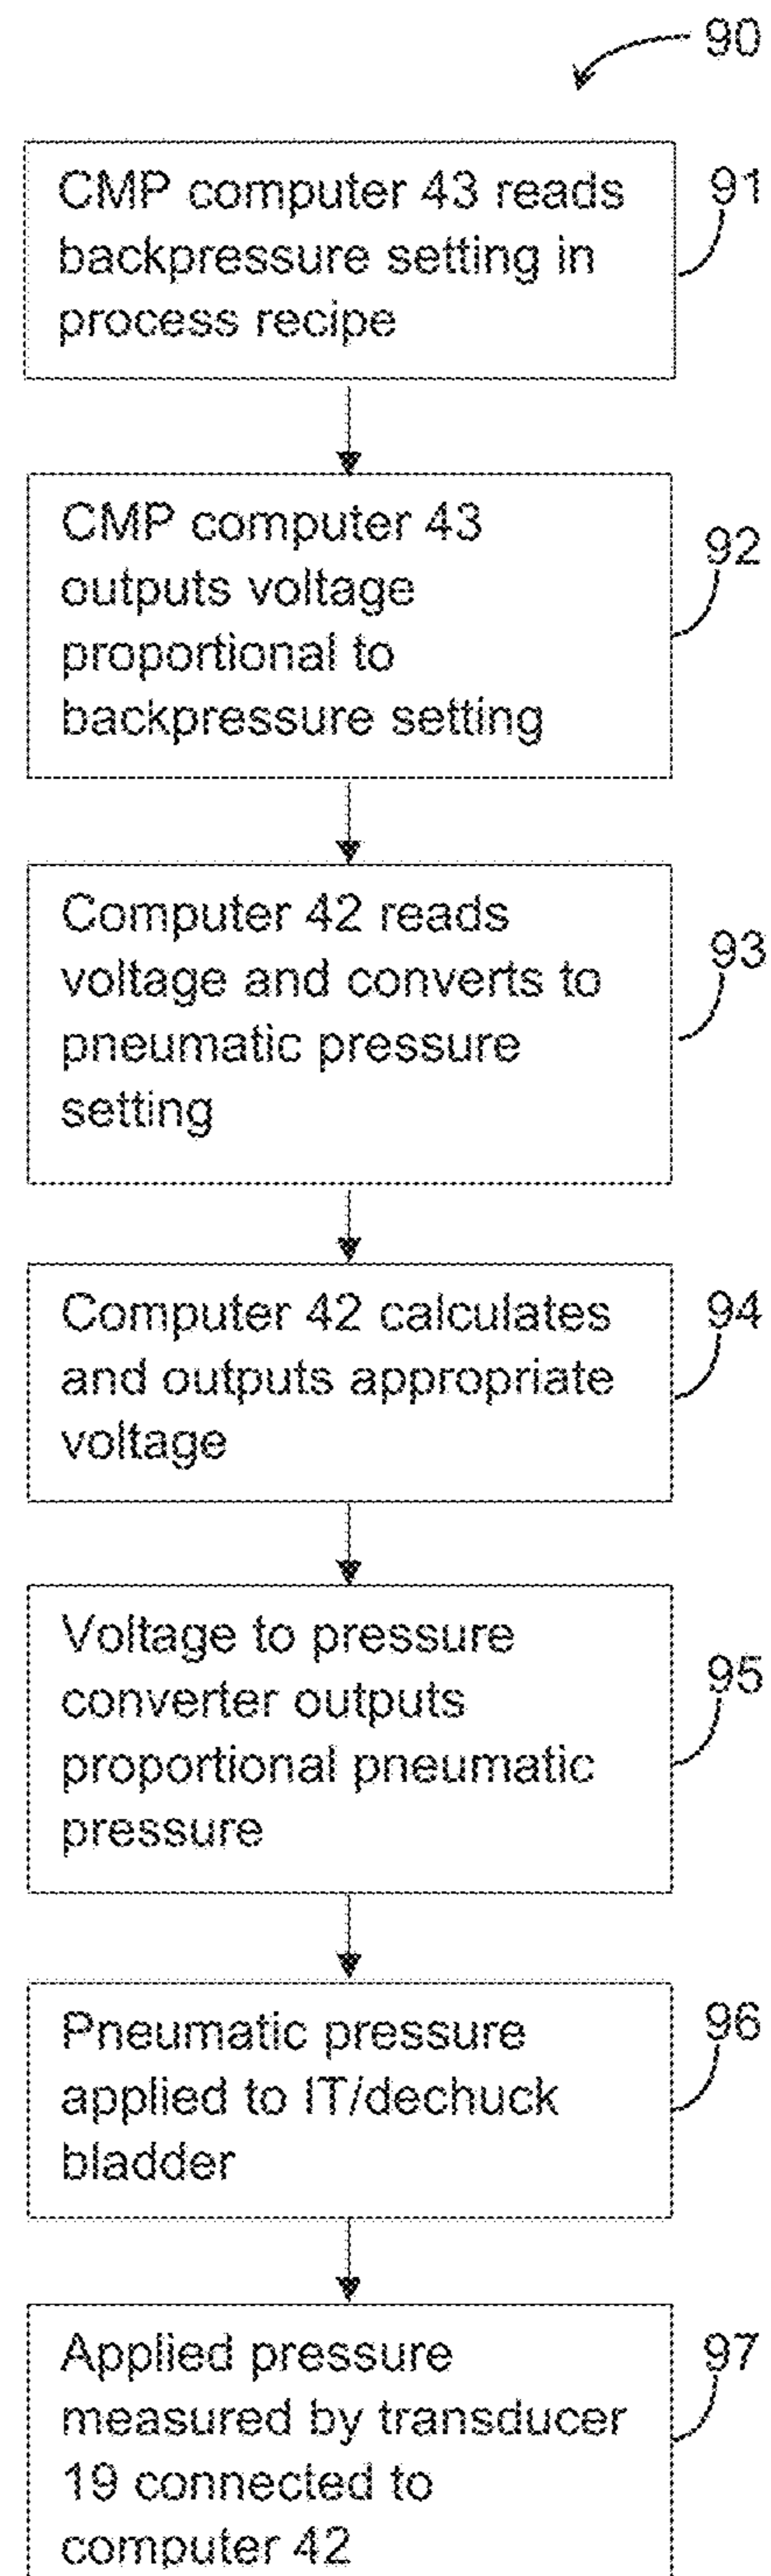 90
CMP computer 43 reads
backpressure setting in
process recipe
91
CMP computer 43
outputs voltage
proportional to
backpressure setting
92
Computer 42 reads
voltage and converts to
pneumatic pressure
setting
93
Computer 42 calculates
and outputs appropriate
voltage
94
Voltage to pressure
converter outputs
proportional pneumatic
pressure
95
Pneumatic pressure
applied to IT/dechuck
bladder
96
Applied pressure
measured by transducer
19 connected to
computer 42
97